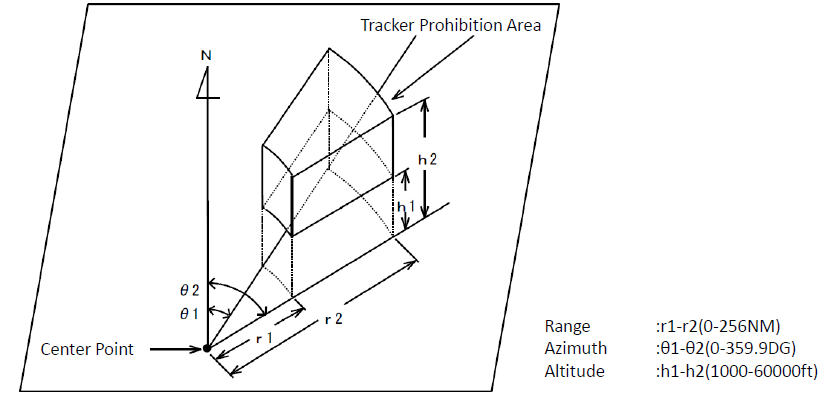 Tracker Prohibition Area
N
h2
h1
θ2
θ1
r1
r2
Center Point
Range :r1-r2(0-256NM)
Azimuth :θ1-θ2(0-359.9DG)
Altitude :h1-h2(1000-60000ft)